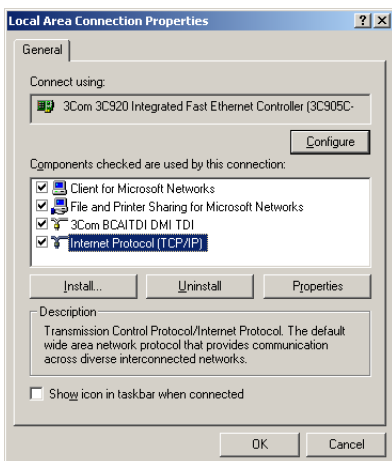 Local Area Connection Properties
General
Connect using:
3Com 3C920 Integrated Fast Ethernet Controller (3C905C-
Configure
Components checked are used by this connection:
Client for Microsoft Networks
File and Printer Sharing for Microsoft Networks
3Com BCAITDI DMI TDI
Internet Protocol (TCP/IP)
Install...
Uninstall
Properties
Description
Transmission Control Protocol/Internet Protocol. The default
wide area network protocol that provides communication
across diverse interconnected networks.
Show icon in taskbar when connected
OK
Cancel